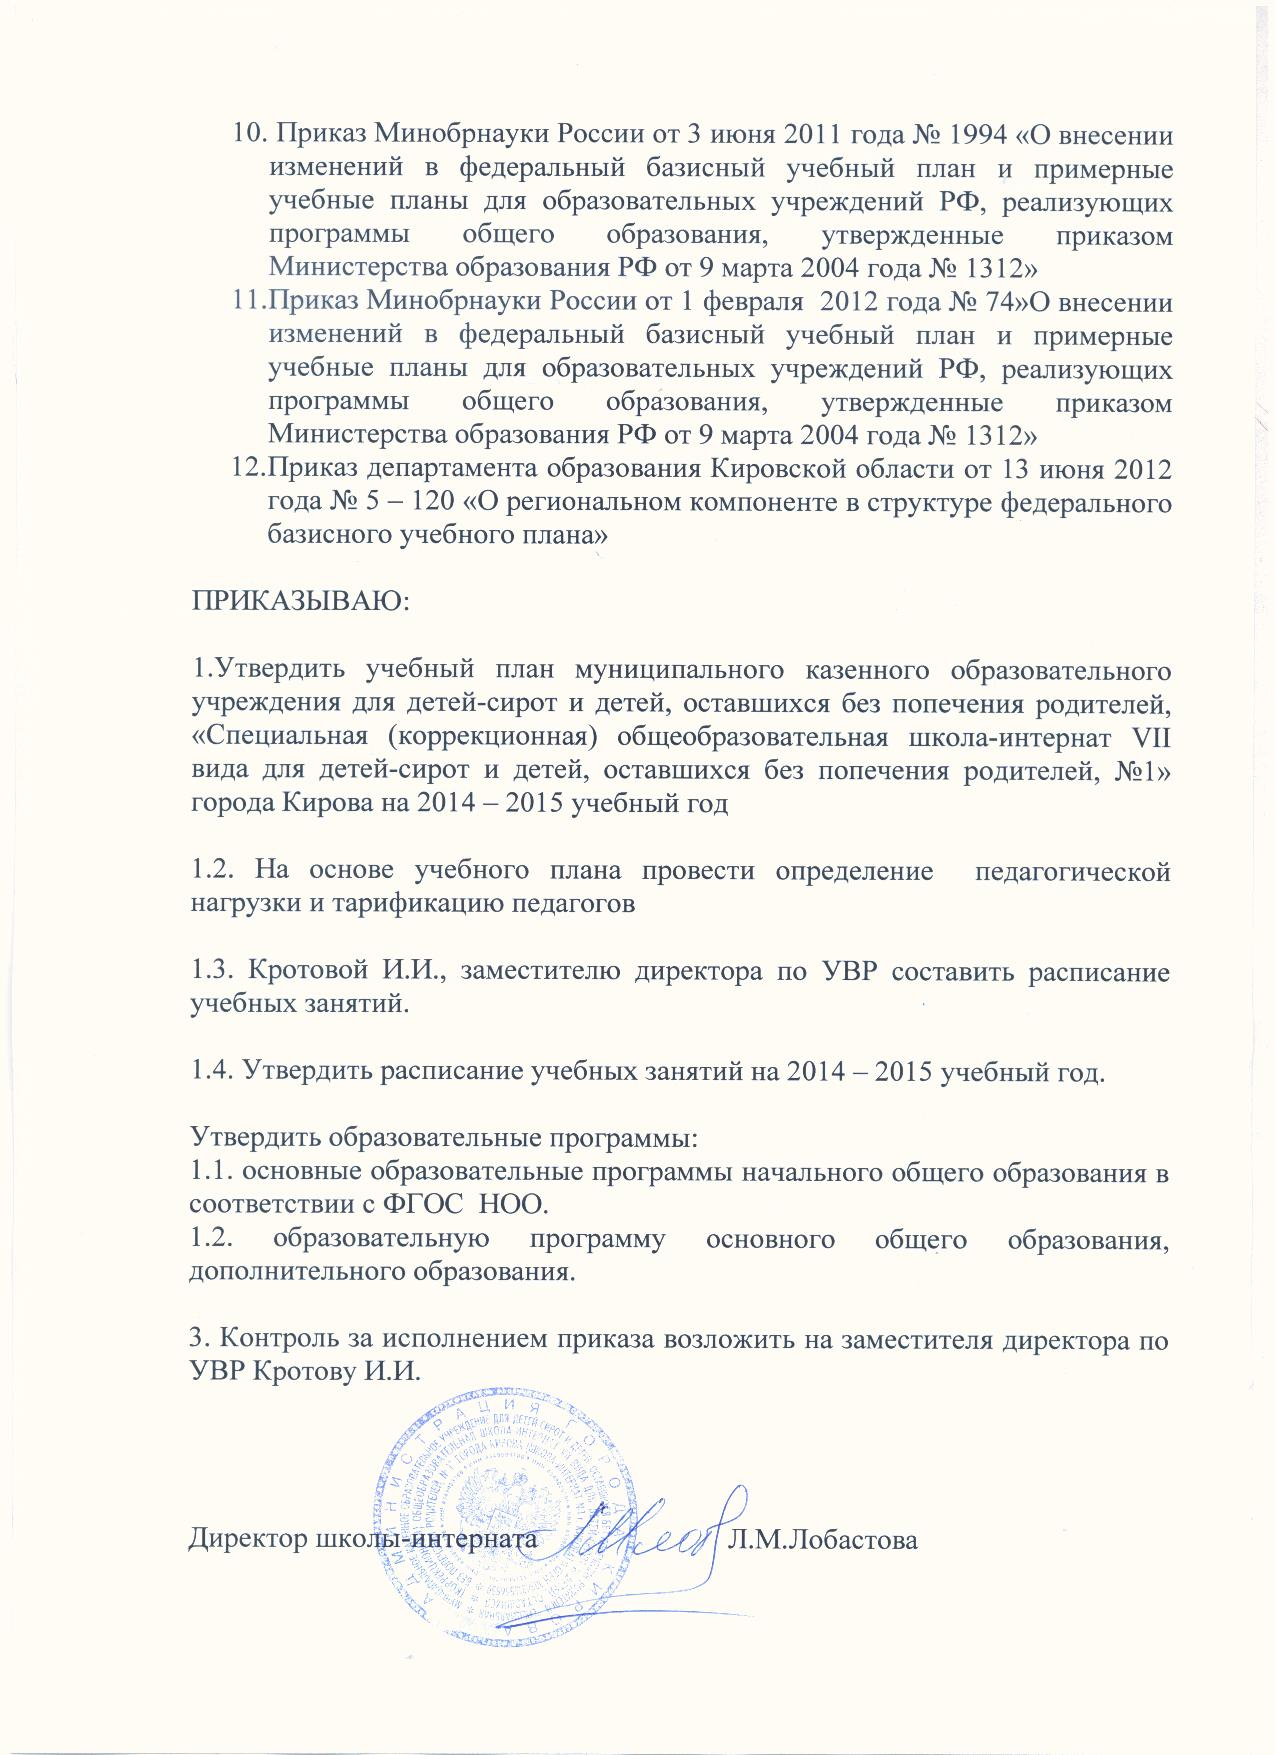 10. Приказ Минобрнауки России от 3 июня 2011 года № 1994 «О внесении
изменений в федеральный базисный учебный план и примерные
учебные планы для образовательных учреждений РФ, реализующих
программы общего образования, утвержденные приказом
Министерства образования РФ от 9 марта 2004 года № 1312»
11.Приказ Минобрнауки России от 1 февраля 2012 года № 74»О внесении
изменений в федеральный базисный учебный план и примерные
учебные планы для образовательных учреждений РФ, реализующих
программы общего образования, утвержденные приказом
Министерства образования РФ от 9 марта 2004 года № 1312»
12.Приказ департамента образования Кировской области от 13 июня 2012
года № 5 – 120 «О региональном компоненте в структуре федерального
базисного учебного плана»
ПРИКАЗЫВАЮ:
1.Утвердить учебный план муниципального казенного образовательного
учреждения для детей-сирот и детей, оставшихся без попечения родителей,
«Специальная (коррекционная) общеобразовательная школа-интернат VII
вида для детей-сирот и детей, оставшихся без попечения родителей, №1»
города Кирова на 2014 – 2015 учебный год
1.2. На основе учебного плана провести определение педагогической
нагрузки и тарификацию педагогов
1.3. Кротовой И.И., заместителю директора по УВР составить расписание
учебных занятий.
1.4. Утвердить расписание учебных занятий на 2014 – 2015 учебный год.
Утвердить образовательные программы:
1.1. основные образовательные программы начального общего образования в
соответствии с ФГОС НОО.
1.2. образовательную программу основного общего образования,
дополнительного образования.
3. Контроль за исполнением приказа возложить на заместителя директора по
УВР Кротову И.И.
АДМИНИСТРАЦИЯ ГОРОДА КИРОВА
Директор школы-интерната Л.М.Лобастова